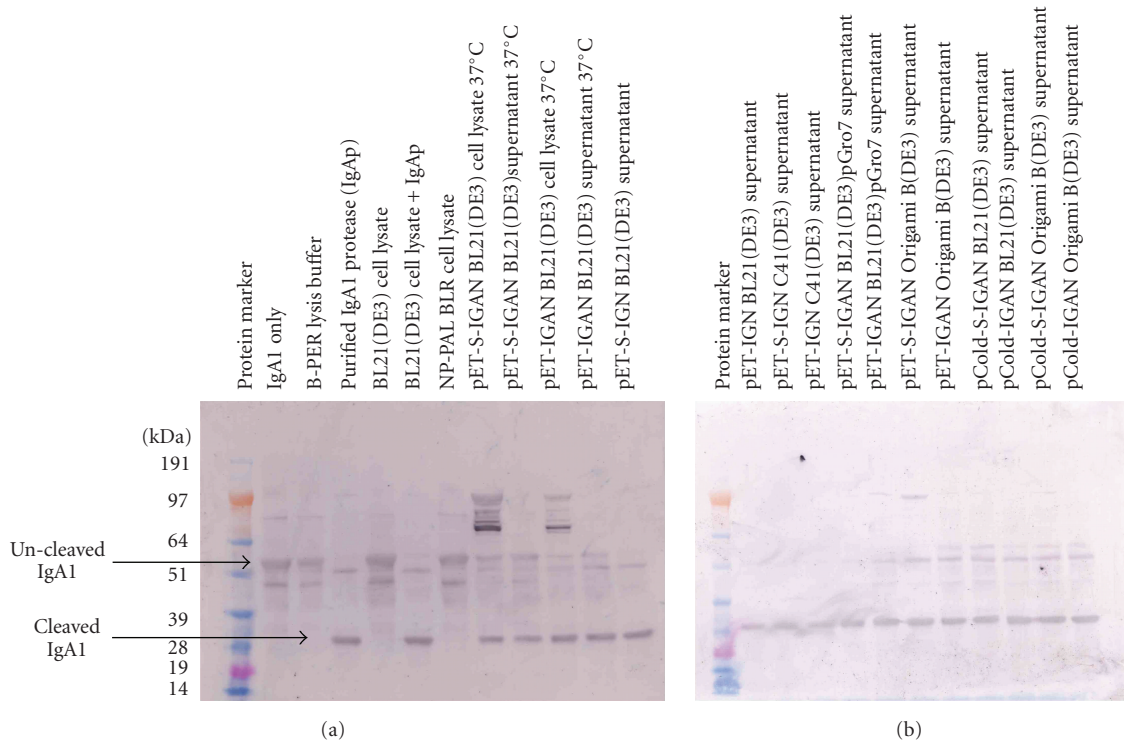 Protein marker
IgA1 only
B-PER lysis buffer
Purified IgA1 protease (IgAp)
BL21(DE3) cell lysate
BL21(DE3) cell lysate + IgAp
NP-PAL BLR cell lysate
pET-S-IGAN BL21(DE3) cell lysate 37°C
pET-S-IGAN BL21(DE3)supernatant 37°C
pET-IGAN BL21(DE3) cell lysate 37°C
pET-IGAN BL21(DE3) supernatant 37°C
pET-S-IGN BL21(DE3) supernatant
(kDa)
191
97
64
51
39
28
19
14
Un-cleaved
IgA1
Cleaved
IgA1
(a)
Protein marker
pET-IGN BL21(DE3) supernatant
pET-S-IGN C41(DE3) supernatant
pET-IGN C41(DE3) supernatant
pET-S-IGAN BL21(DE3)pGro7 supernatant
pET-IGAN BL21(DE3)pGro7 supernatant
pET-S-IGAN Origami B(DE3) supernatant
pET-IGAN Origami B(DE3) supernatant
pCold-S-IGAN BL21(DE3) supernatant
pCold-IGAN BL21(DE3) supernatant
pCold-S-IGAN Origami B(DE3) supernatant
pCold-IGAN Origami B(DE3) supernatant
(b)